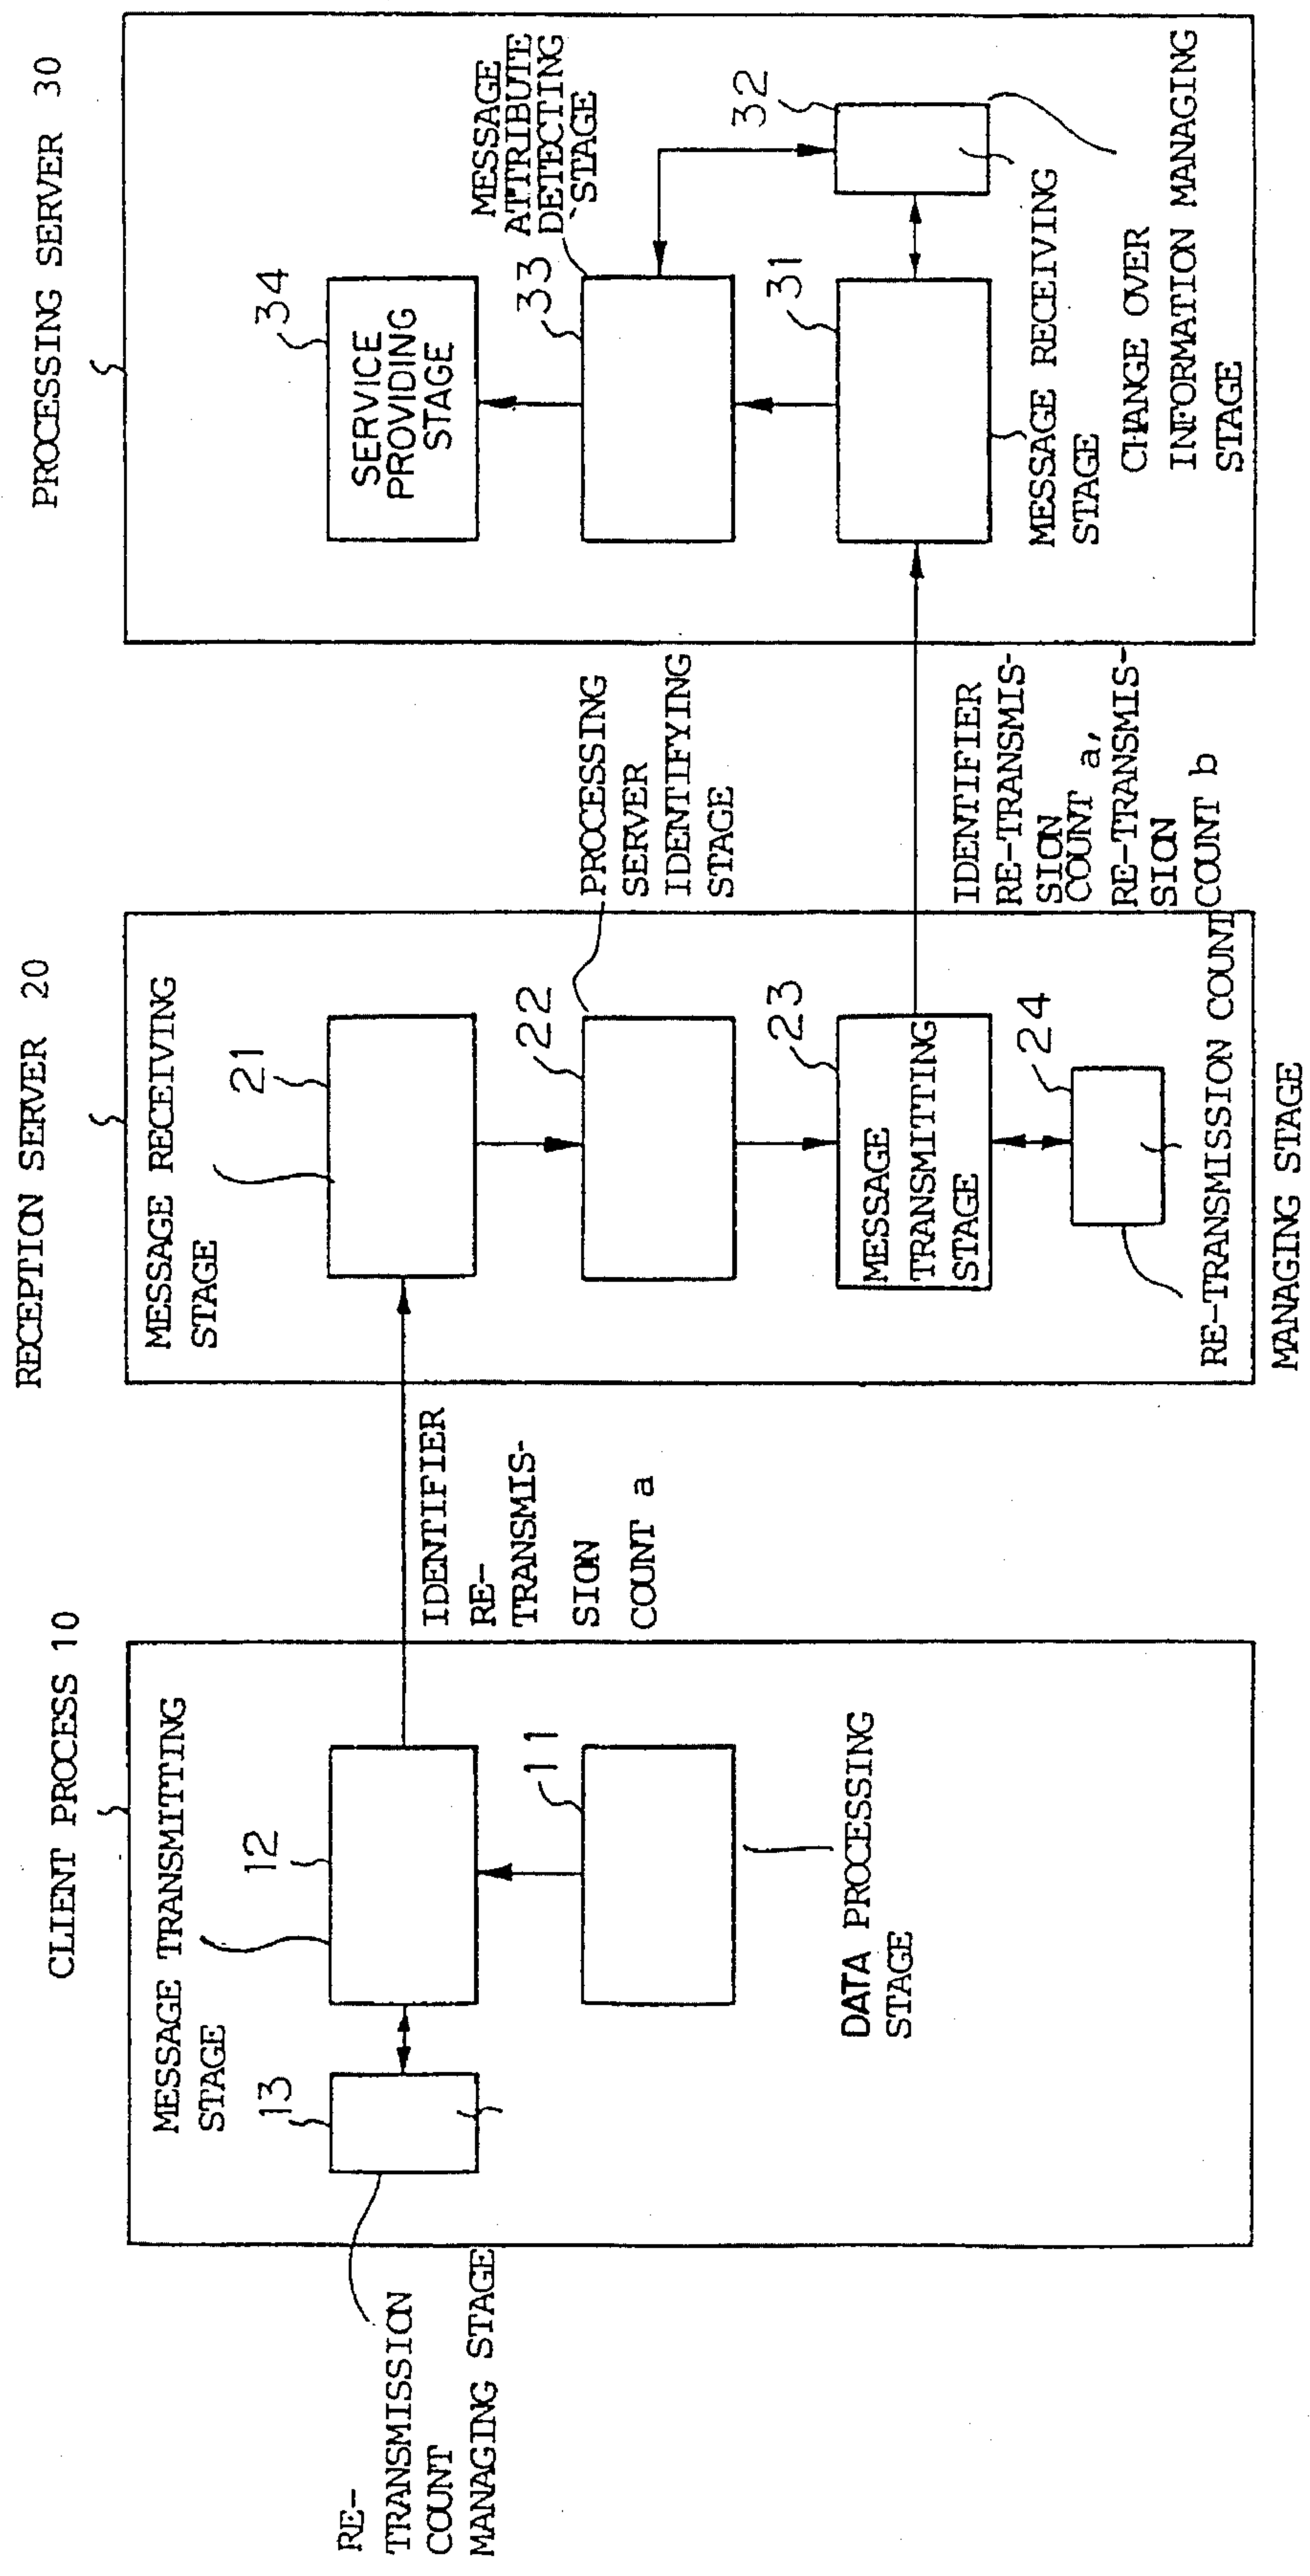 CLIENT PROCESS 10
MESSAGE TRANSMITTING
STAGE
13
12
11
RE-
TRANSMISSION
COUNT
MANAGING STAGE
DATA PROCESSING
STAGE
IDENTIFIER
RE-
TRANSMIS-
SION
COUNT a
RECEPTION SERVER 20
MESSAGE RECEIVING
STAGE
21
22
PROCESSING
SERVER
IDENTIFYING
STAGE
23
MESSAGE
TRANSMITTING
STAGE
24
RE-TRANSMISSION COUNT
MANAGING STAGE
IDENTIFIER
RE-TRANSMIS-
SION
COUNT a,
RE-TRANSMIS-
SION
COUNT b
PROCESSING SERVER 30
34
SERVICE
PROVIDING
STAGE
33
MESSAGE
ATTRIBUTE
DETECTING
STAGE
31
32
MESSAGE RECEIVING
STAGE
CHANGE OVER
INFORMATION MANAGING
STAGE